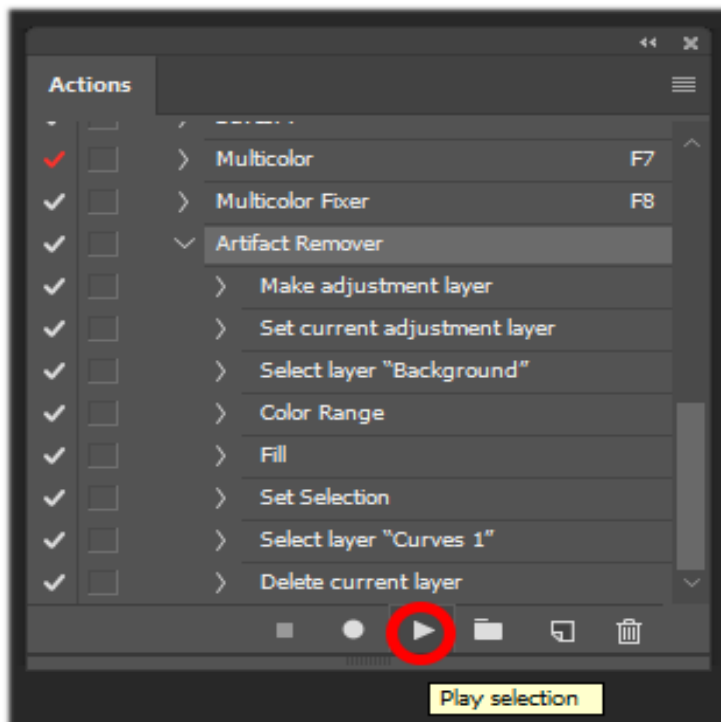 Actions
Multicolor F7
Multicolor Fixer F8
Artifact Remover
Make adjustment layer
Set current adjustment layer
Select layer “Background”
Color Range
Fill
Set Selection
Select layer “Curves 1”
Delete current layer
Play selection